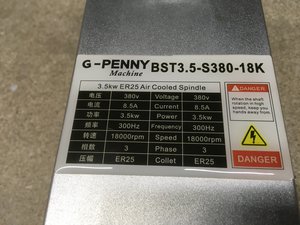 G-PENNY BST3.5-S380-18K
Machine
3.5kw ER25 Air Cooled Spindle
电压 380v Voltage 380v
电流 8.5A Current 8.5A
功率 3.5kw Power 3.5kw
频率 300Hz Frequency 300Hz
转速 18000rpm Speed 18000rpm
相数 3 Phase 3
压帽 ER25 Collet ER25
DANGER
When the shaft
rotation in high
speed, keep you
hands away from
DANGER